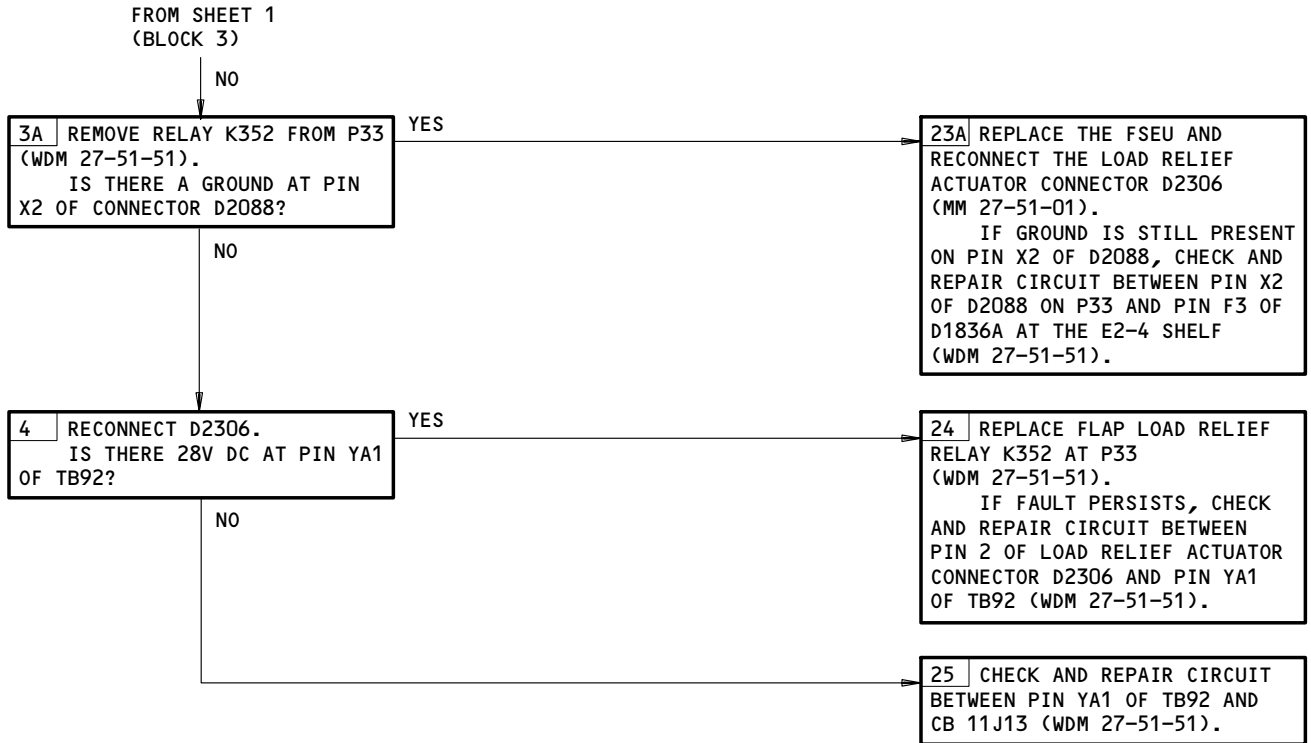 FROM SHEET 1
(BLOCK 3)
NO
3A REMOVE RELAY K352 FROM P33
(WDM 27-51-51).
IS THERE A GROUND AT PIN
X2 OF CONNECTOR D2088?
YES
23A REPLACE THE FSEU AND
RECONNECT THE LOAD RELIEF
ACTUATOR CONNECTOR D2306
(MM 27-51-01).
IF GROUND IS STILL PRESENT
ON PIN X2 OF D2088, CHECK AND
REPAIR CIRCUIT BETWEEN PIN X2
OF D2088 ON P33 AND PIN F3 OF
D1836A AT THE E2-4 SHELF
(WDM 27-51-51).
NO
4 RECONNECT D2306.
IS THERE 28V DC AT PIN YA1
OF TB92?
YES
24 REPLACE FLAP LOAD RELIEF
RELAY K352 AT P33
(WDM 27-51-51).
IF FAULT PERSISTS, CHECK
AND REPAIR CIRCUIT BETWEEN
PIN 2 OF LOAD RELIEF ACTUATOR
CONNECTOR D2306 AND PIN YA1
OF TB92 (WDM 27-51-51).
NO
25 CHECK AND REPAIR CIRCUIT
BETWEEN PIN YA1 OF TB92 AND
CB 11J13 (WDM 27-51-51).